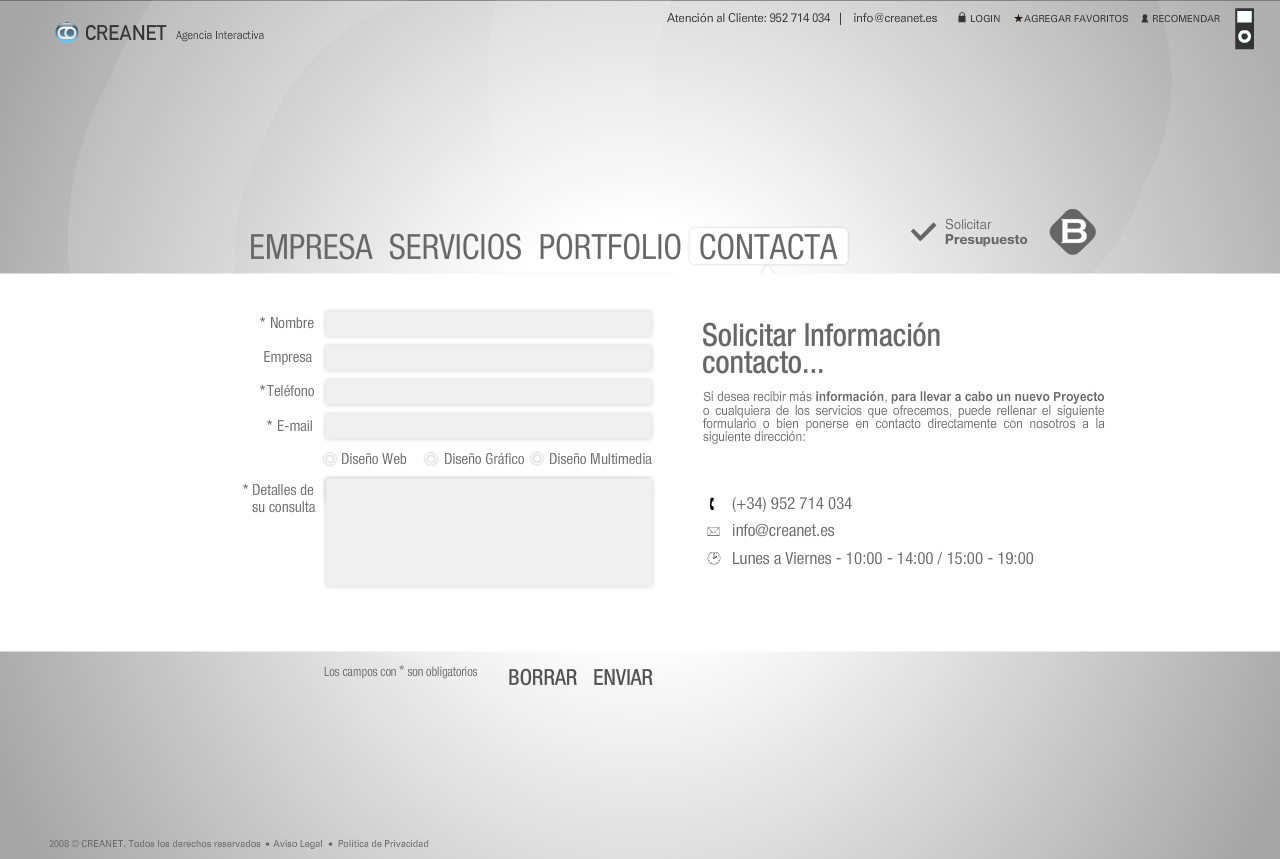 CREANET Agencia Interactiva
Atención al Cliente: 952 714 034 | info@creanet.es LOGIN AGREGAR FAVORITOS RECOMENDAR
EMPRESA SERVICIOS PORTFOLIO CONTACTA
Solicitar
Presupuesto
B
* Nombre
Empresa
*Teléfono
* E-mail
Diseño Web Diseño Gráfico Diseño Multimedia
* Detalles de
su consulta
Solicitar Información
contacto...
Si desea recibir más información, para llevar a cabo un nuevo Proyecto
o cualquiera de los servicios que ofrecemos, puede rellenar el siguiente
formulario o bien ponerse en contacto directamente con nosotros a la
siguiente dirección:
(+34) 952 714 034
info@creanet.es
Lunes a Viernes - 10:00 - 14:00 / 15:00 - 19:00
Los campos con * son obligatorios
BORRAR ENVIAR
2008 © CREANET. Todos los derechos reservados • Aviso Legal • Politica de Privacidad